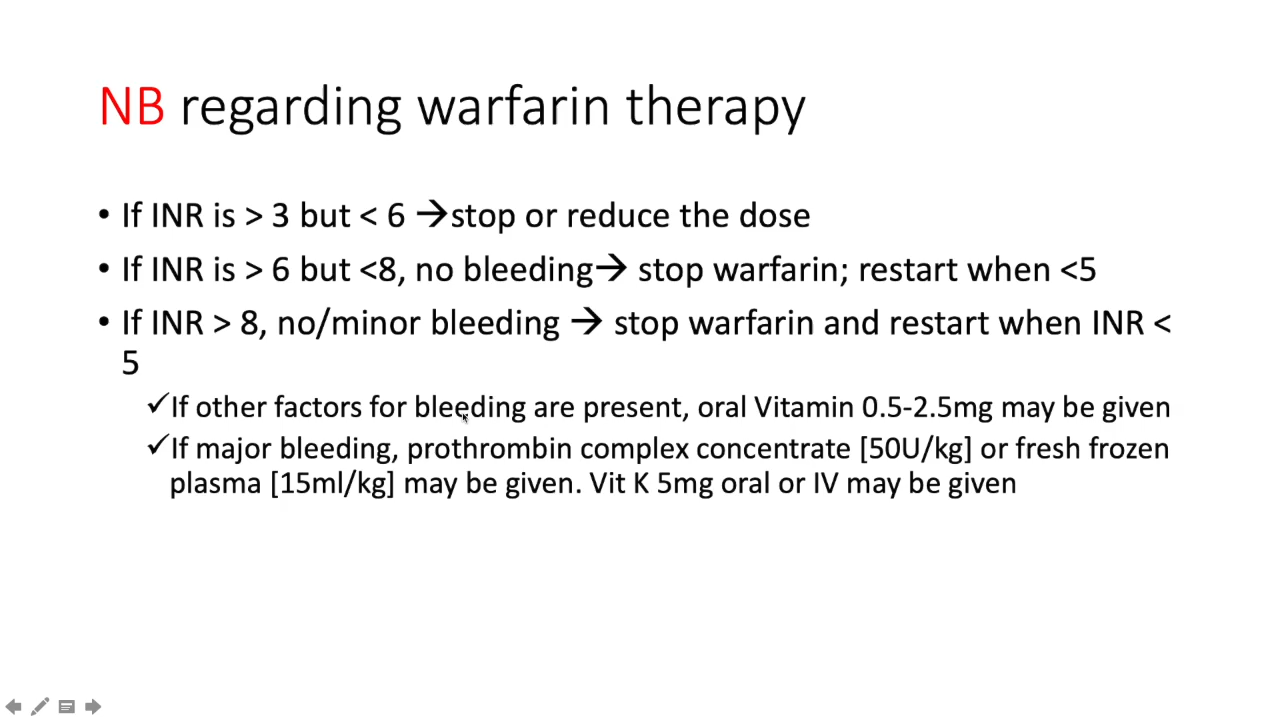 NB regarding warfarin therapy
• If INR is > 3 but < 6 →stop or reduce the dose
• If INR is > 6 but <8, no bleeding→ stop warfarin; restart when <5
• If INR > 8, no/minor bleeding → stop warfarin and restart when INR <
5
✓If other factors for bleeding are present, oral Vitamin 0.5-2.5mg may be given
✓If major bleeding, prothrombin complex concentrate [50U/kg] or fresh frozen
plasma [15ml/kg] may be given. Vit K 5mg oral or IV may be given